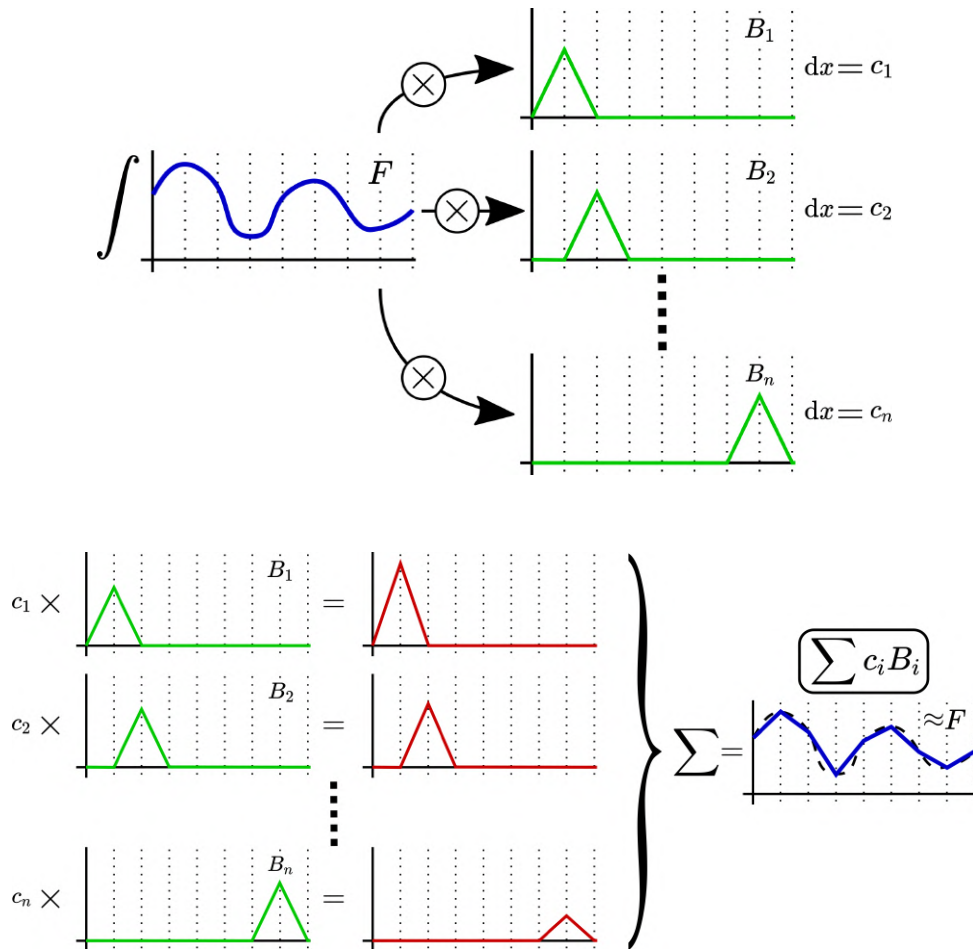 B₁
dx = c₁
∫ F
⊗
B₂
⊗
dx = c₂
⊗
Bₙ
dx = cₙ
c₁ × B₁ =
∑ cᵢBᵢ
c₂ × B₂ =
∑ = ≈F
cₙ × Bₙ =